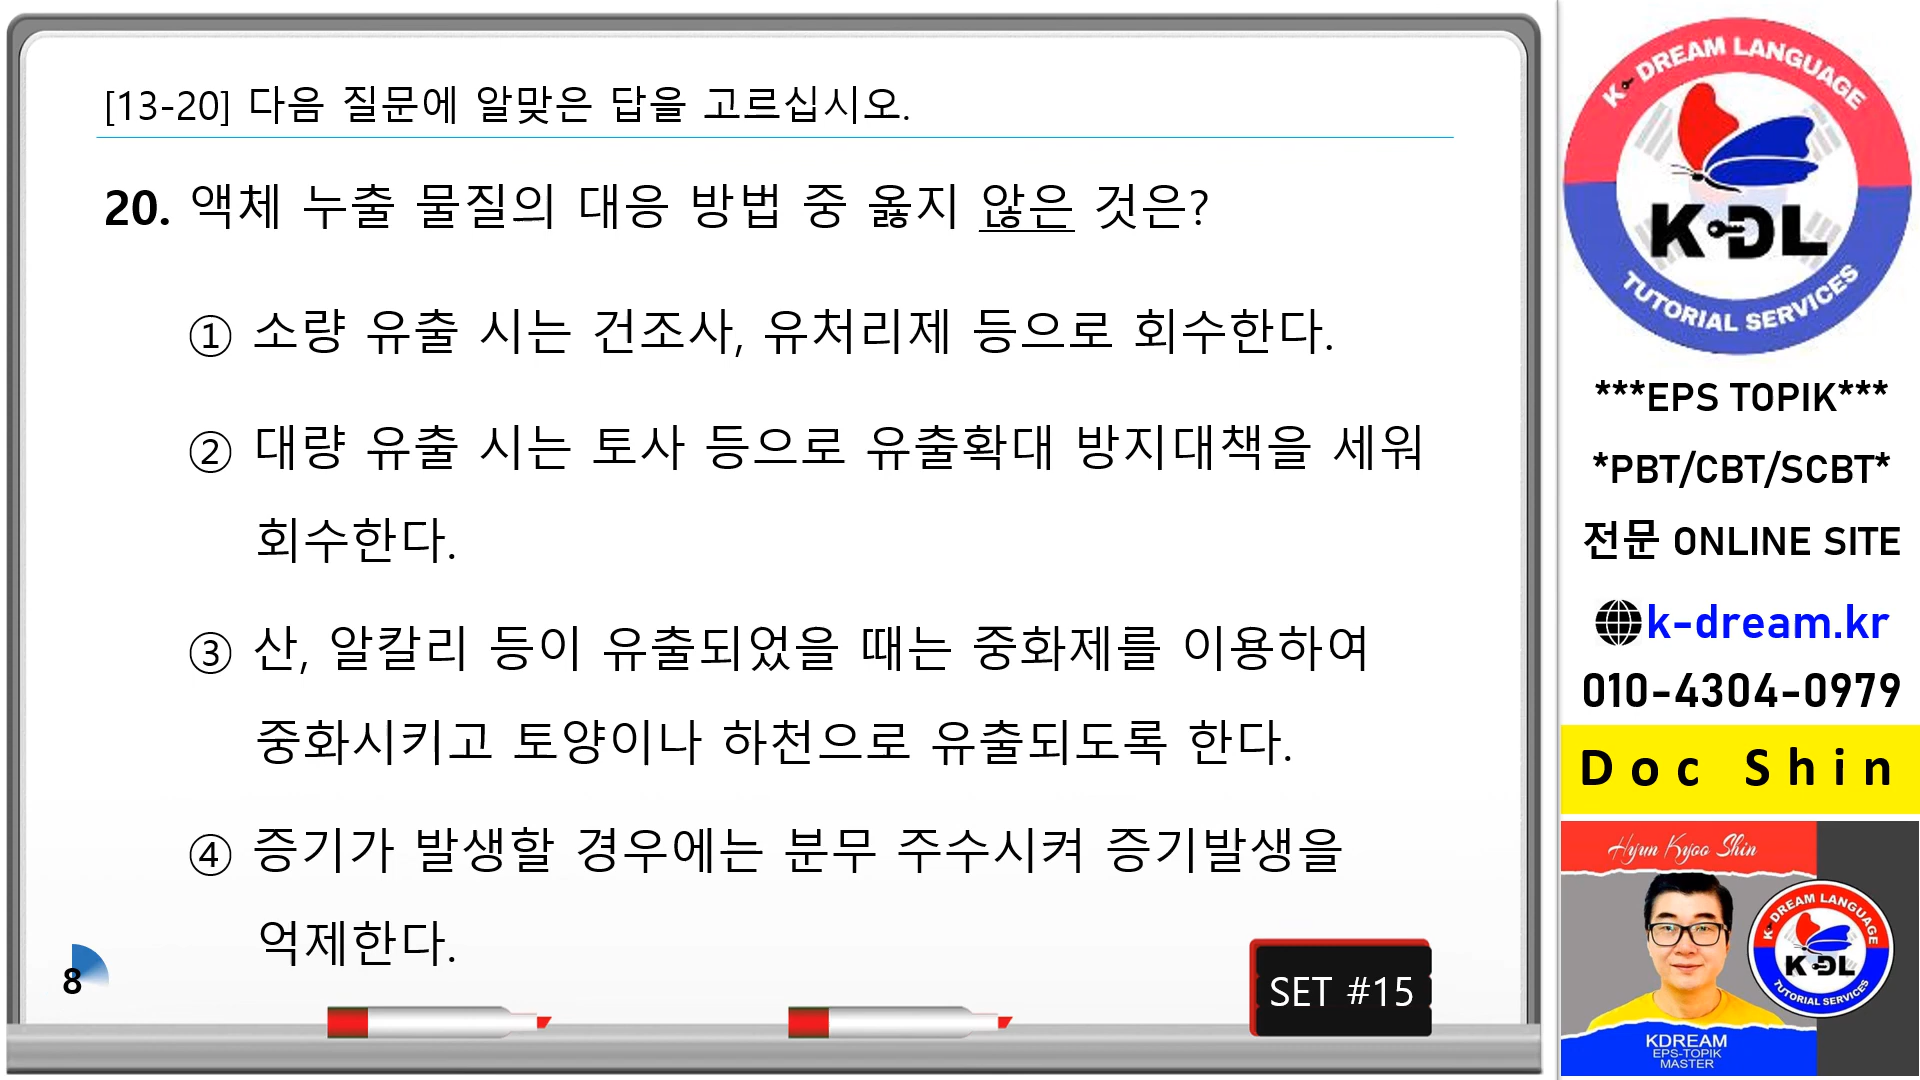 [13-20] 다음 질문에 알맞은 답을 고르십시오.
20. 액체 누출 물질의 대응 방법 중 옳지 않은 것은?
① 소량 유출 시는 건조사, 유처리제 등으로 회수한다.
② 대량 유출 시는 토사 등으로 유출확대 방지대책을 세워
회수한다.
③ 산, 알칼리 등이 유출되었을 때는 중화제를 이용하여
중화시키고 토양이나 하천으로 유출되도록 한다.
④ 증기가 발생할 경우에는 분무 주수시켜 증기발생을
억제한다.
8
SET #15
K-DREAM LANGUAGE
K-DL
TUTORIAL SERVICES
***EPS TOPIK***
*PBT/CBT/SCBT*
전문 ONLINE SITE
k-dream.kr
010-4304-0979
Doc Shin
Hyun Kyoo Shin
K-DREAM LANGUAGE
K-DL
TUTORIAL SERVICES
KDREAM
EPS-TOPIK
MASTER